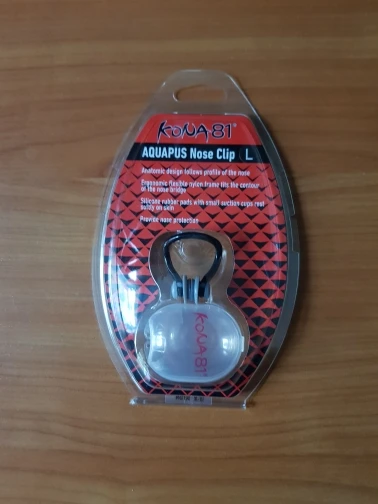 KONA81®
AQUAPUS Nose Clip L
Anatomic design follows profile of the nose
Ergonomic flexible nylon frame fits the contour
of the nose bridge
Silicone rubber pads with small suction cups rest
softly on skin
Provide nose protection
KONA81®